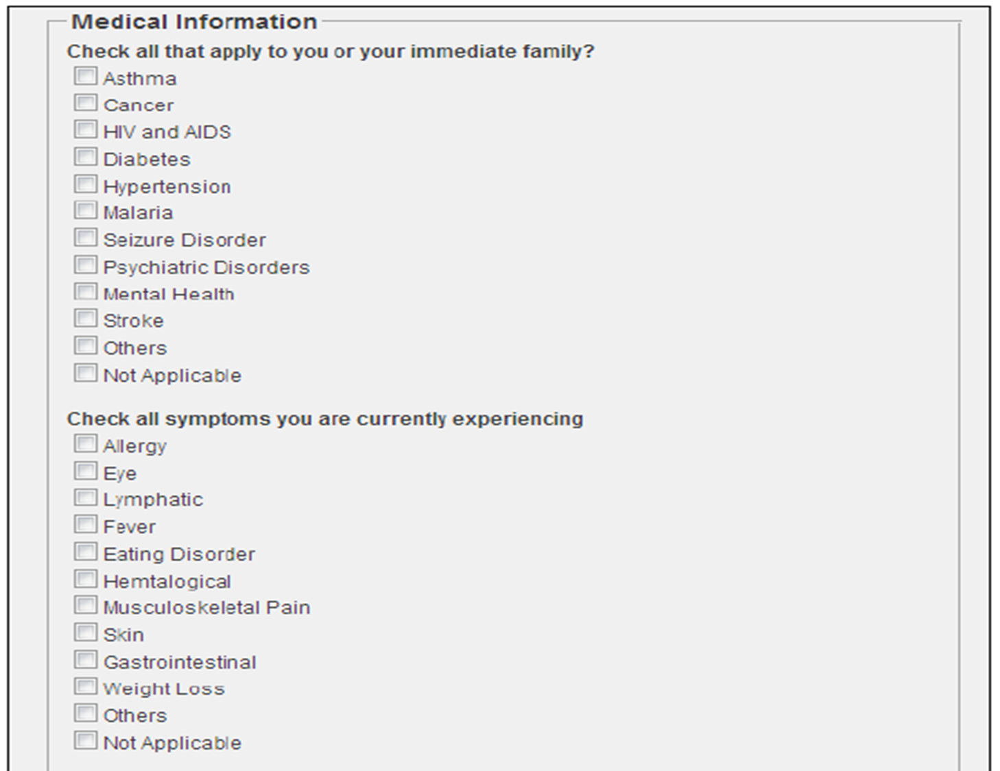 Medical Information
Check all that apply to you or your immediate family?
Asthma
Cancer
HIV and AIDS
Diabetes
Hypertension
Malaria
Seizure Disorder
Psychiatric Disorders
Mental Health
Stroke
Others
Not Applicable
Check all symptoms you are currently experiencing
Allergy
Eye
Lymphatic
Fever
Eating Disorder
Hemtalogical
Musculoskeletal Pain
Skin
Gastrointestinal
Weight Loss
Others
Not Applicable